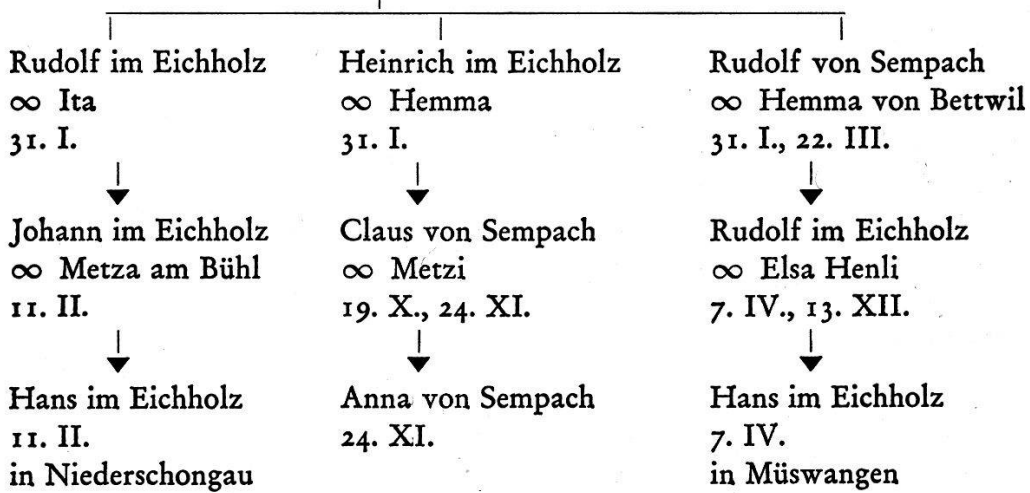 Rudolf im Eichholz
∞ Ita
31. I.
Johann im Eichholz
∞ Metza am Bühl
11. II.
Hans im Eichholz
11. II.
in Niederschongau
Heinrich im Eichholz
∞ Hemma
31. I.
Claus von Sempach
∞ Metzi
19. X., 24. XI.
Anna von Sempach
24. XI.
Rudolf von Sempach
∞ Hemma von Bettwil
31. I., 22. III.
Rudolf im Eichholz
∞ Elsa Henli
7. IV., 13. XII.
Hans im Eichholz
7. IV.
in Müswangen